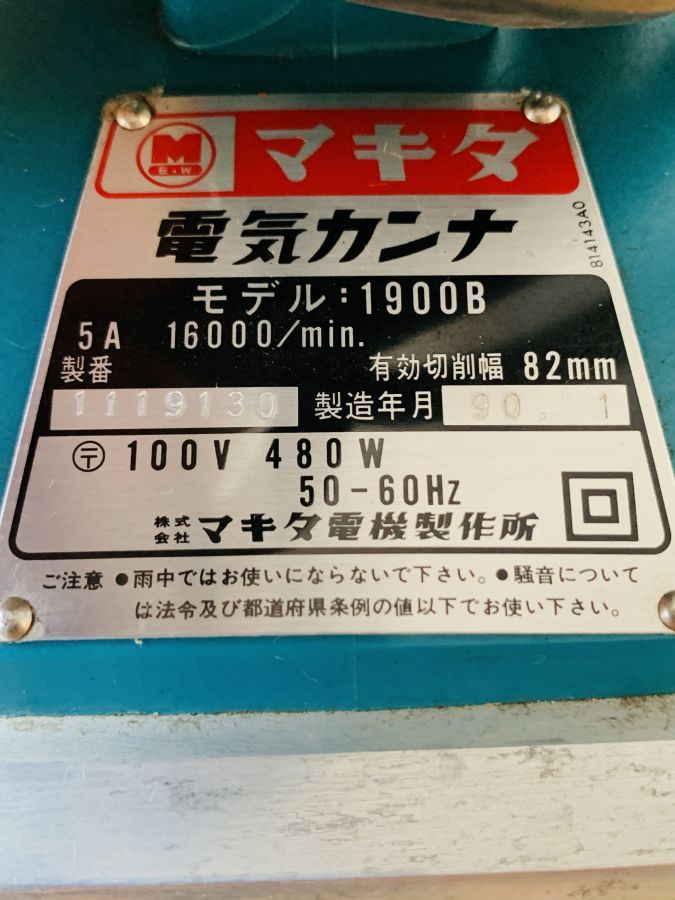 M
E・W
マキタ
電気カンナ
814143A0
モデル:1900B
5A 16000/min.
製番 有効切削幅 82mm
1119130 製造年月 90. 1
〒 100V 480W
50-60Hz
株式会社 マキタ電機製作所
ご注意 ●雨中ではお使いにならないで下さい。●騒音について
は法令及び都道府県条例の値以下でお使い下さい。